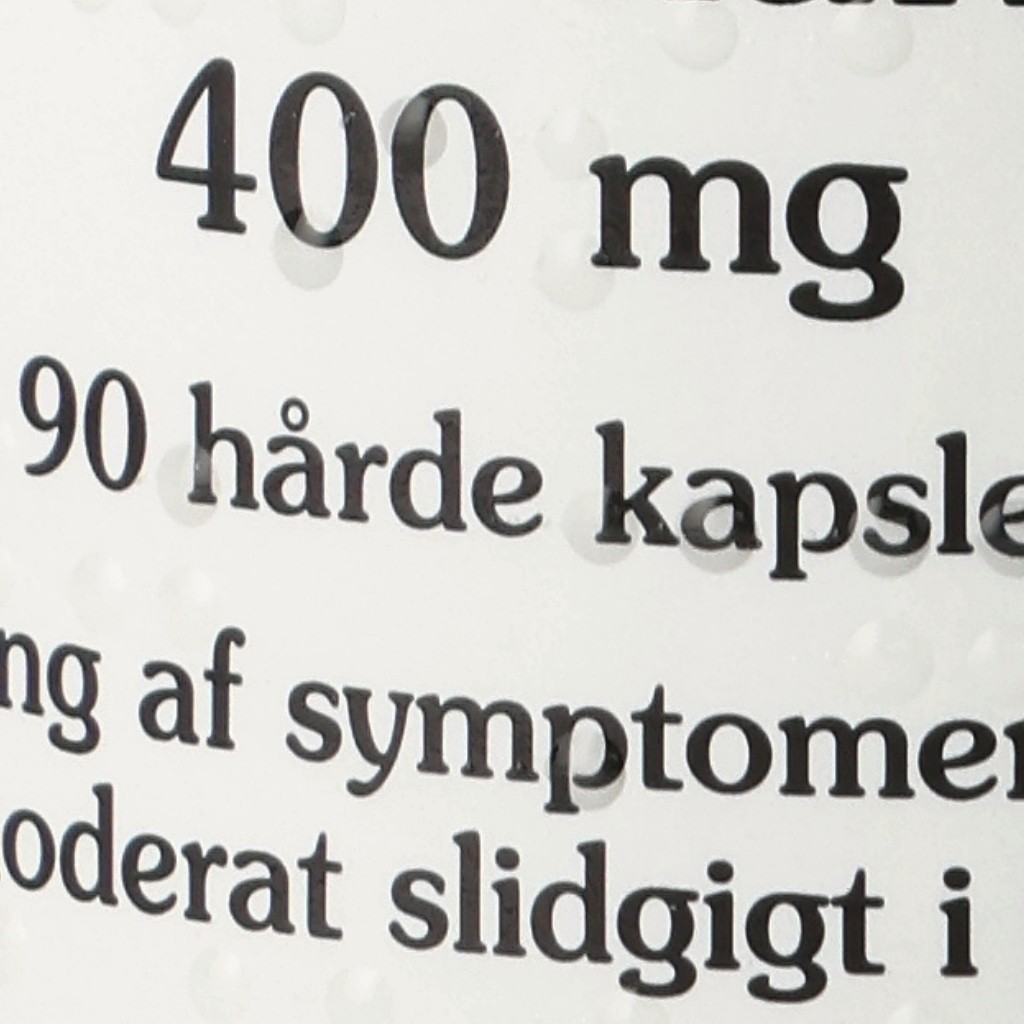 400 mg
90 hårde kapsle
ng af symptomer
oderat slidgigt i